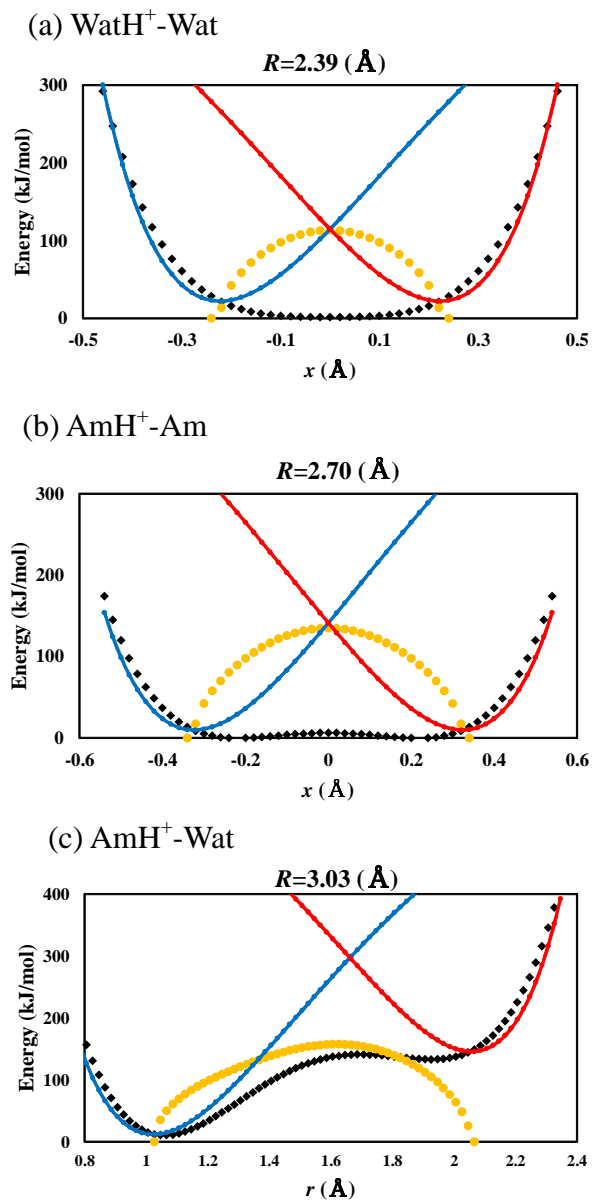 (a) WatH⁺-Wat
R=2.39 (Å)
300
200
100
0
Energy (kJ/mol)
-0.5 -0.3 -0.1 0.1 0.3 0.5
x (Å)
(b) AmH⁺-Am
R=2.70 (Å)
300
200
100
0
Energy (kJ/mol)
-0.6 -0.4 -0.2 0 0.2 0.4 0.6
x (Å)
(c) AmH⁺-Wat
R=3.03 (Å)
400
300
200
100
0
Energy (kJ/mol)
0.8 1 1.2 1.4 1.6 1.8 2 2.2 2.4
r (Å)